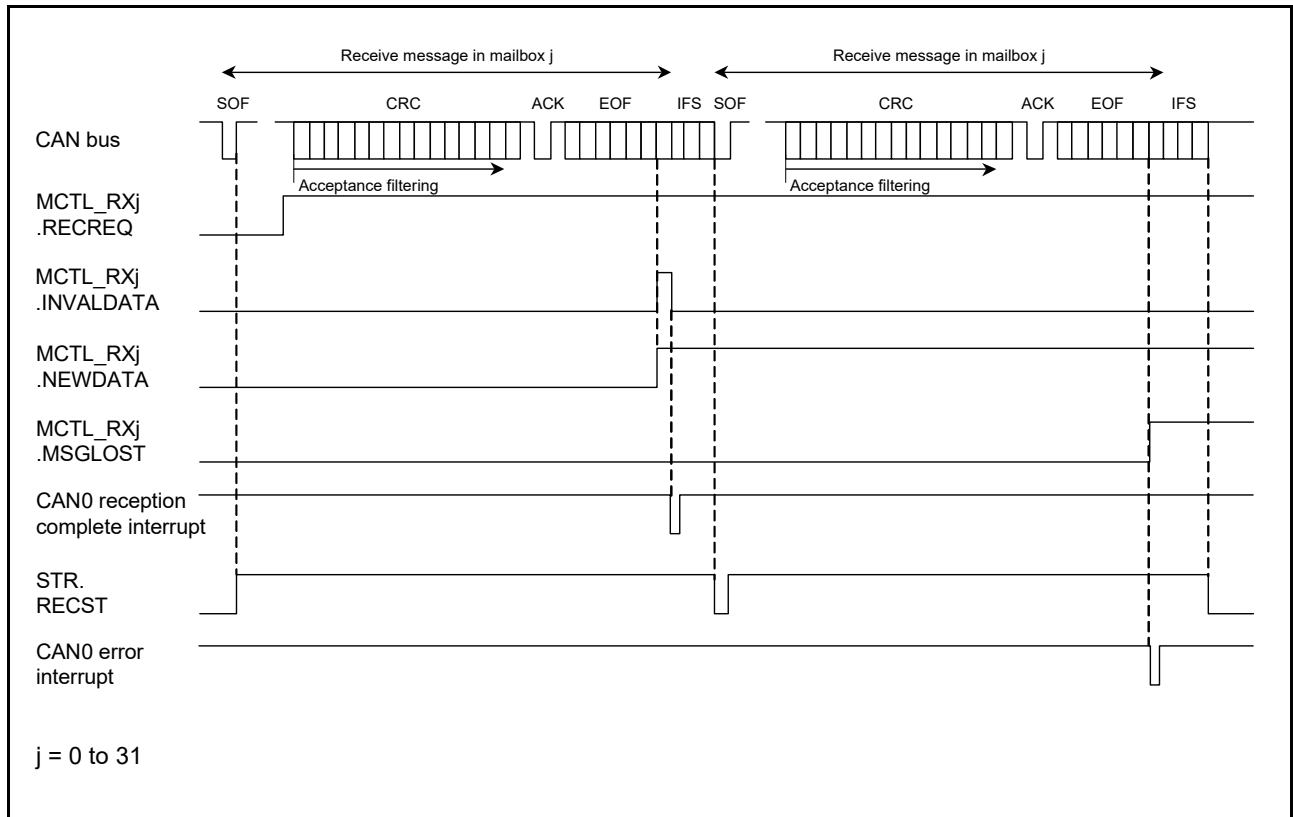 Receive message in mailbox j Receive message in mailbox j
SOF CRC ACK EOF IFS SOF CRC ACK EOF IFS
CAN bus
Acceptance filtering Acceptance filtering
MCTL_RXj
.RECREQ
MCTL_RXj
.INVALDATA
MCTL_RXj
.NEWDATA
MCTL_RXj
.MSGLOST
CAN0 reception
complete interrupt
STR.
RECST
CAN0 error
interrupt
j = 0 to 31